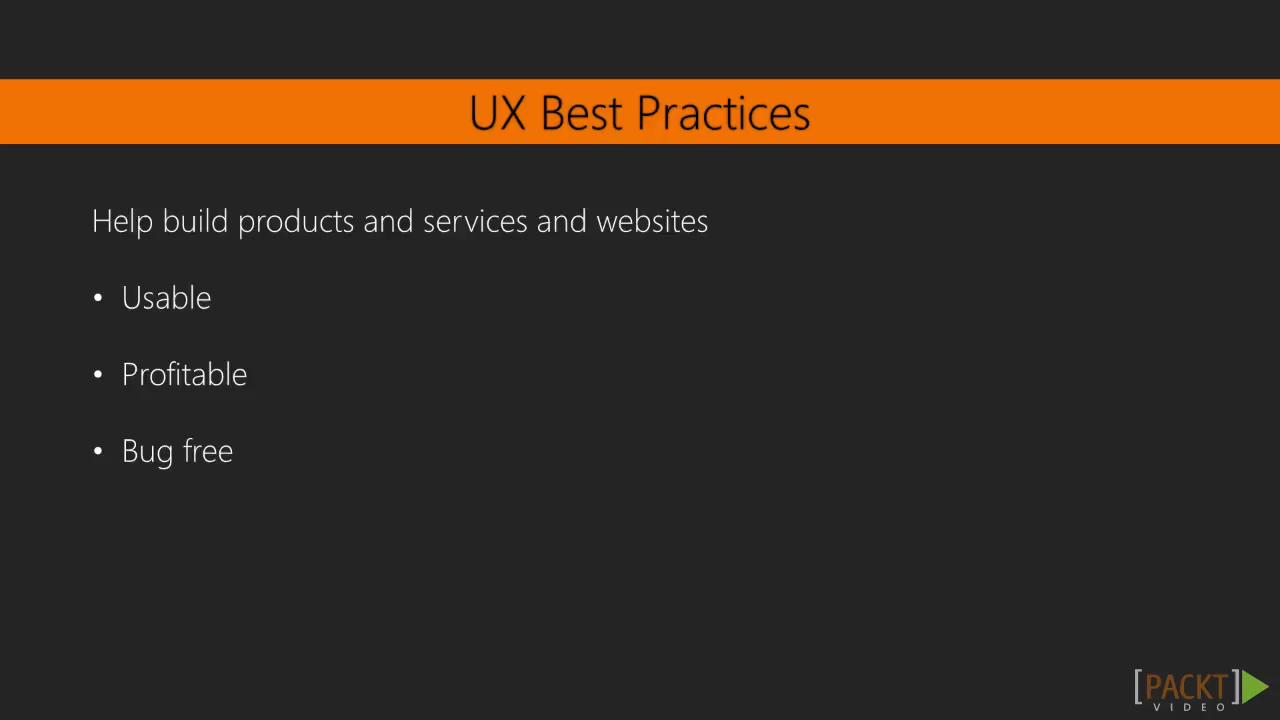 UX Best Practices
Help build products and services and websites
• Usable
• Profitable
• Bug free
[PACKT]
VIDEO